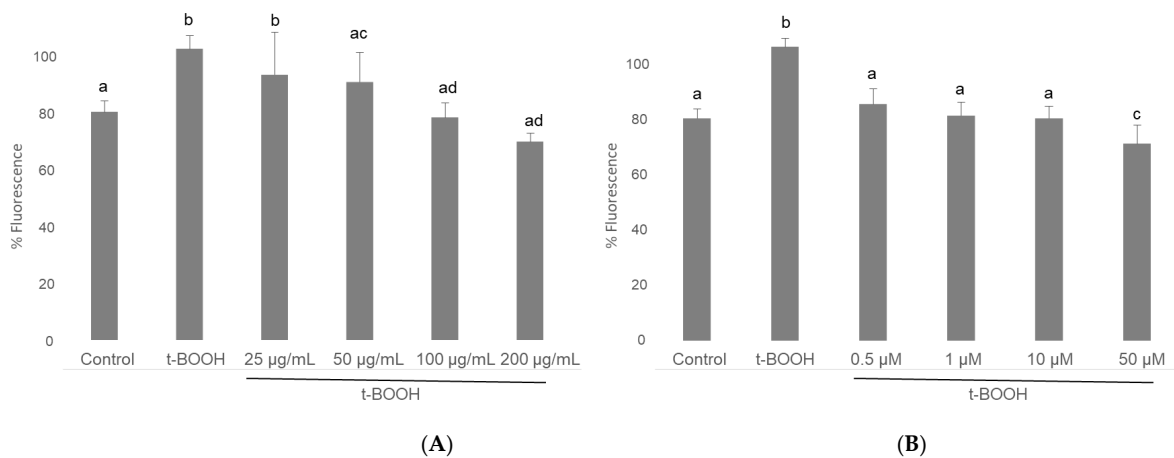 b
b
ac
ad
ad
a
100
80
60
40
20
0
% Fluorescence
Control t-BOOH 25 µg/mL 50 µg/mL 100 µg/mL 200 µg/mL
t-BOOH
(A)
b
a
a
a
a
c
100
80
60
40
20
0
% Fluorescence
Control t-BOOH 0.5 µM 1 µM 10 µM 50 µM
t-BOOH
(B)